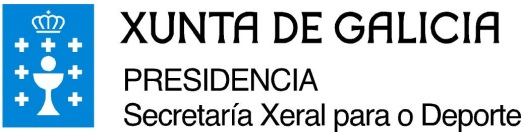 XUNTA DE GALICIA
PRESIDENCIA
Secretaría Xeral para o Deporte